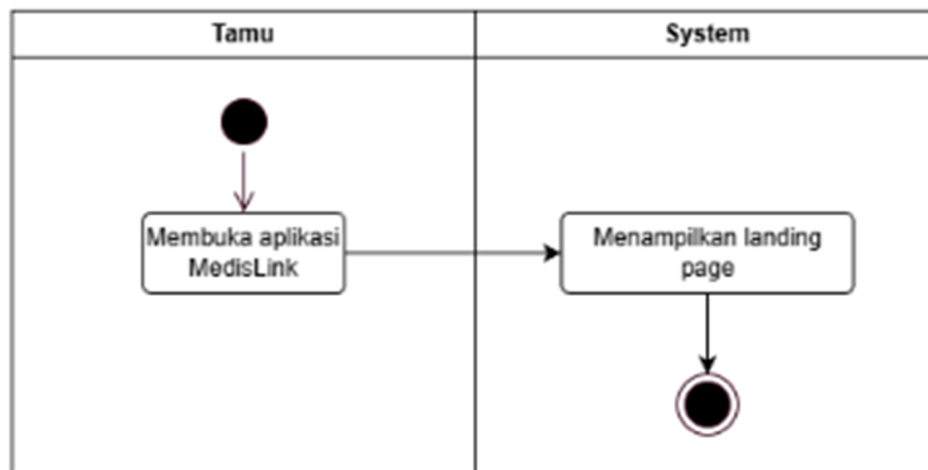 Tamu
System
Membuka aplikasi
MedisLink
Menampilkan landing
page